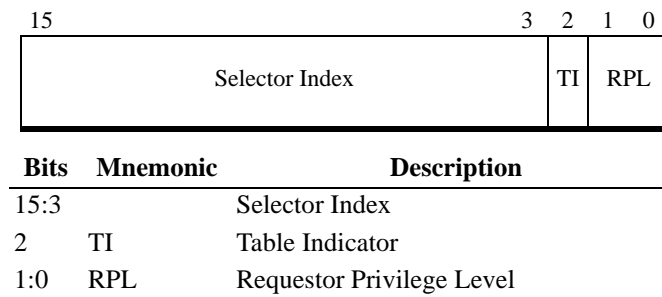 15 3 2 1 0
Selector Index TI RPL
Bits Mnemonic Description
15:3 Selector Index
2 TI Table Indicator
1:0 RPL Requestor Privilege Level